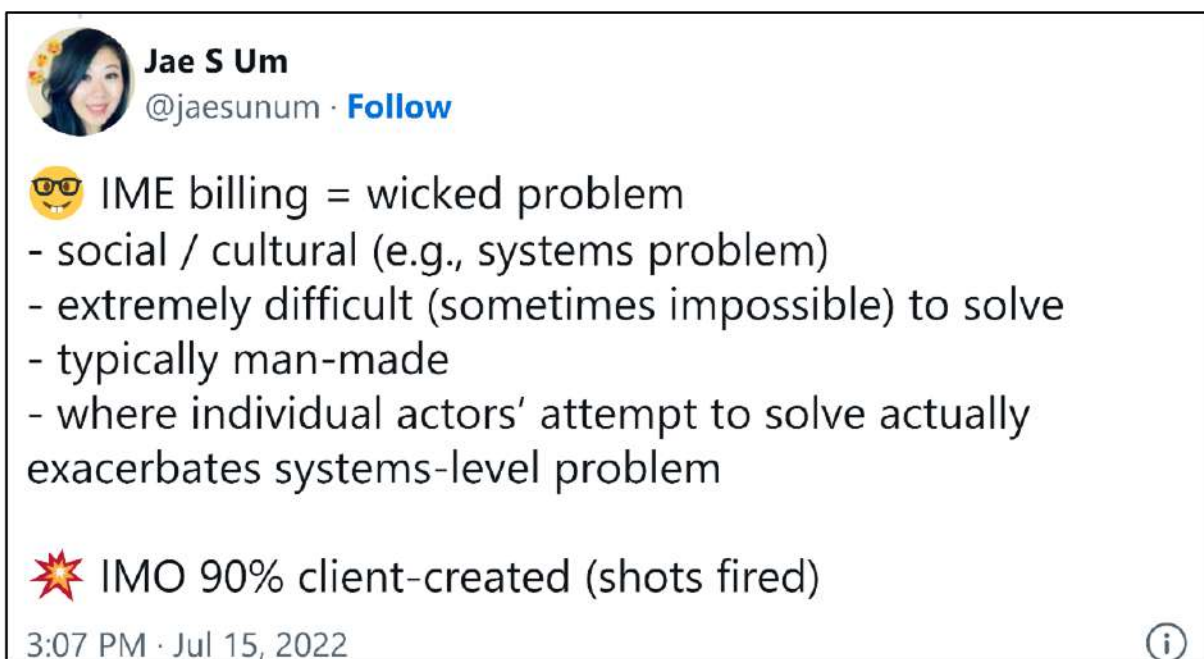 Jae S Um
@jaesunum · Follow
🤓 IME billing = wicked problem
- social / cultural (e.g., systems problem)
- extremely difficult (sometimes impossible) to solve
- typically man-made
- where individual actors’ attempt to solve actually
exacerbates systems-level problem
💥 IMO 90% client-created (shots fired)
3:07 PM · Jul 15, 2022